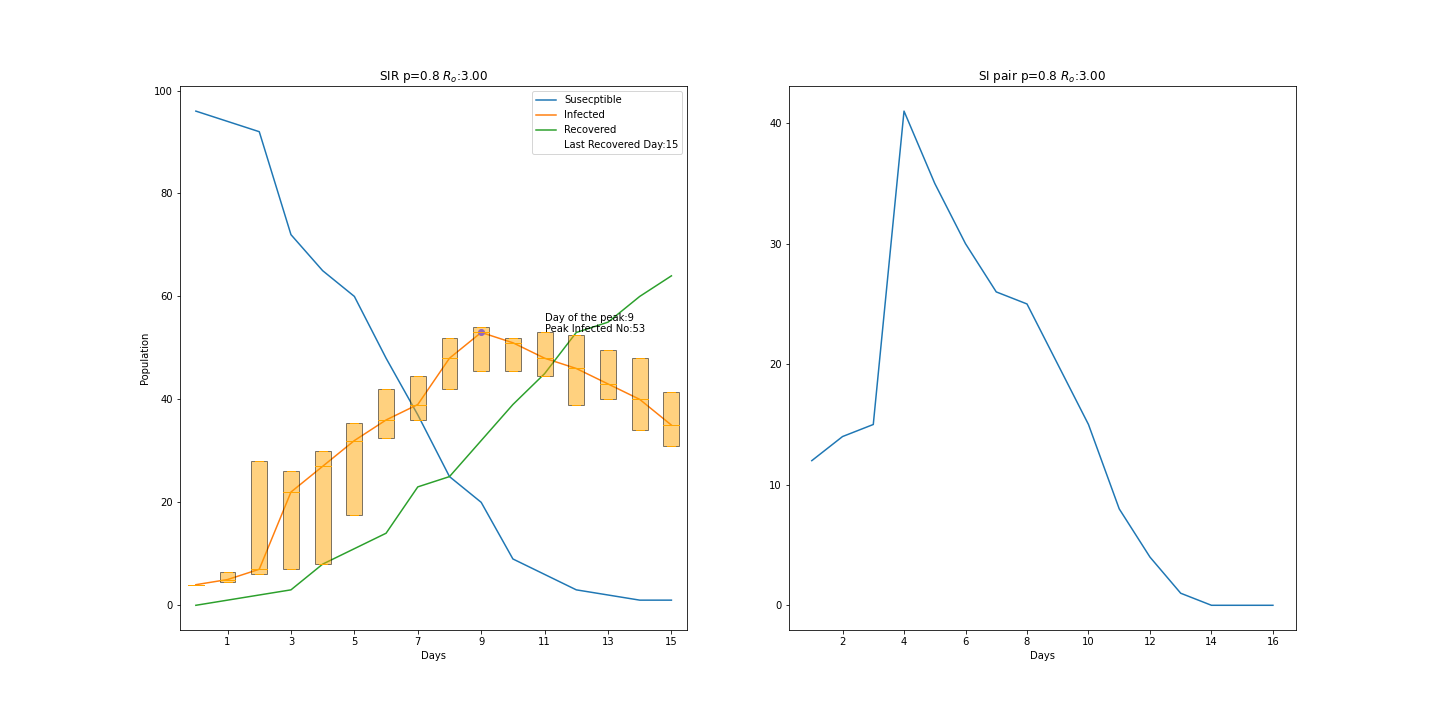 SIR p=0.8 Rₒ:3.00
100
80
60
40
20
0
Population
Susecptible
Infected
Recovered
Last Recovered Day:15
Day of the peak:9
Peak Infected No:53
1 3 5 7 9 11 13 15
Days
SI pair p=0.8 Rₒ:3.00
40
30
20
10
0
2 4 6 8 10 12 14 16
Days